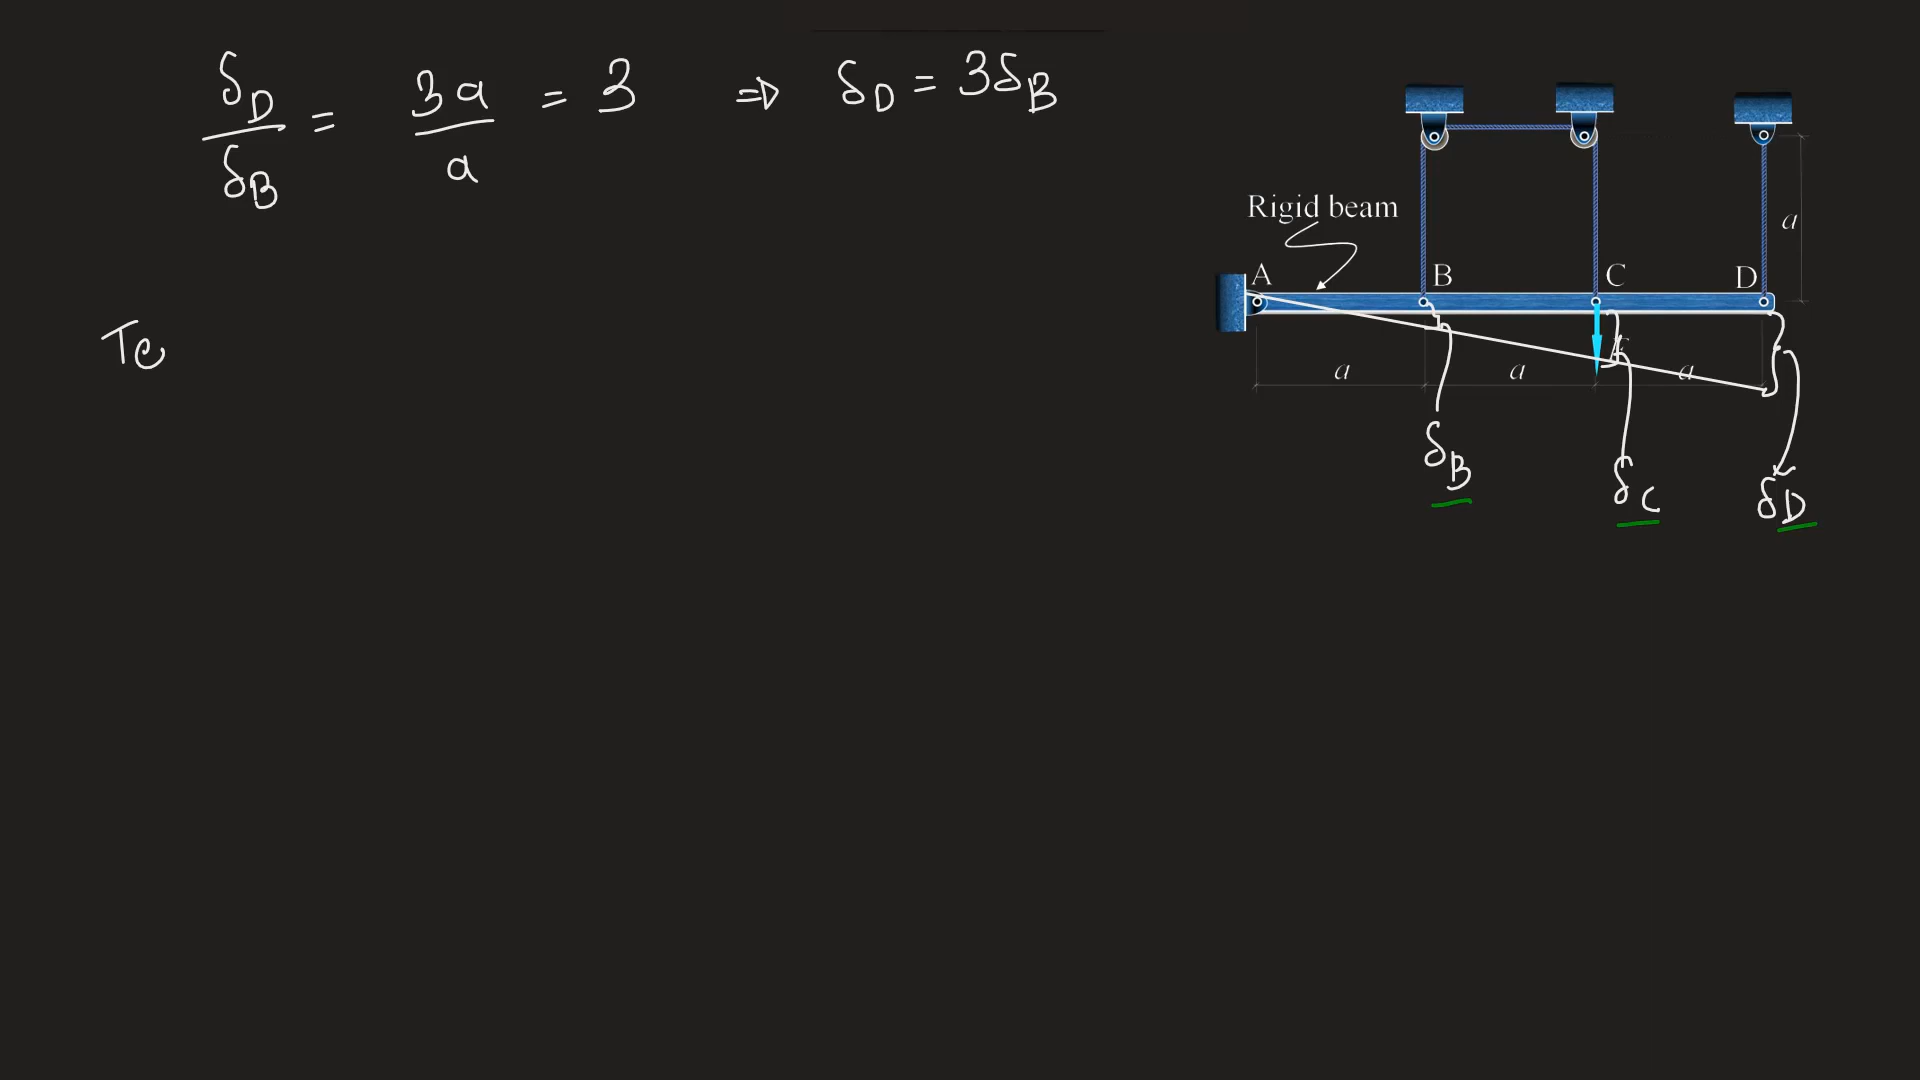 δD/δB = 3a/a = 3 ⇒ δD = 3δB
Rigid beam
A B C D
a
a a a
Te
δB δC δD